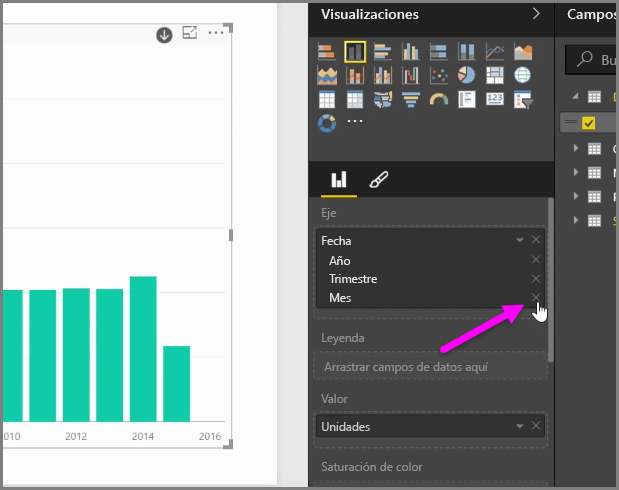 Visualizaciones
Campos
Bu
123
Eje
Fecha
Año
Trimestre
Mes
Leyenda
Arrastrar campos de datos aquí
Valor
Unidades
Saturación de color
010 2012 2014 2016